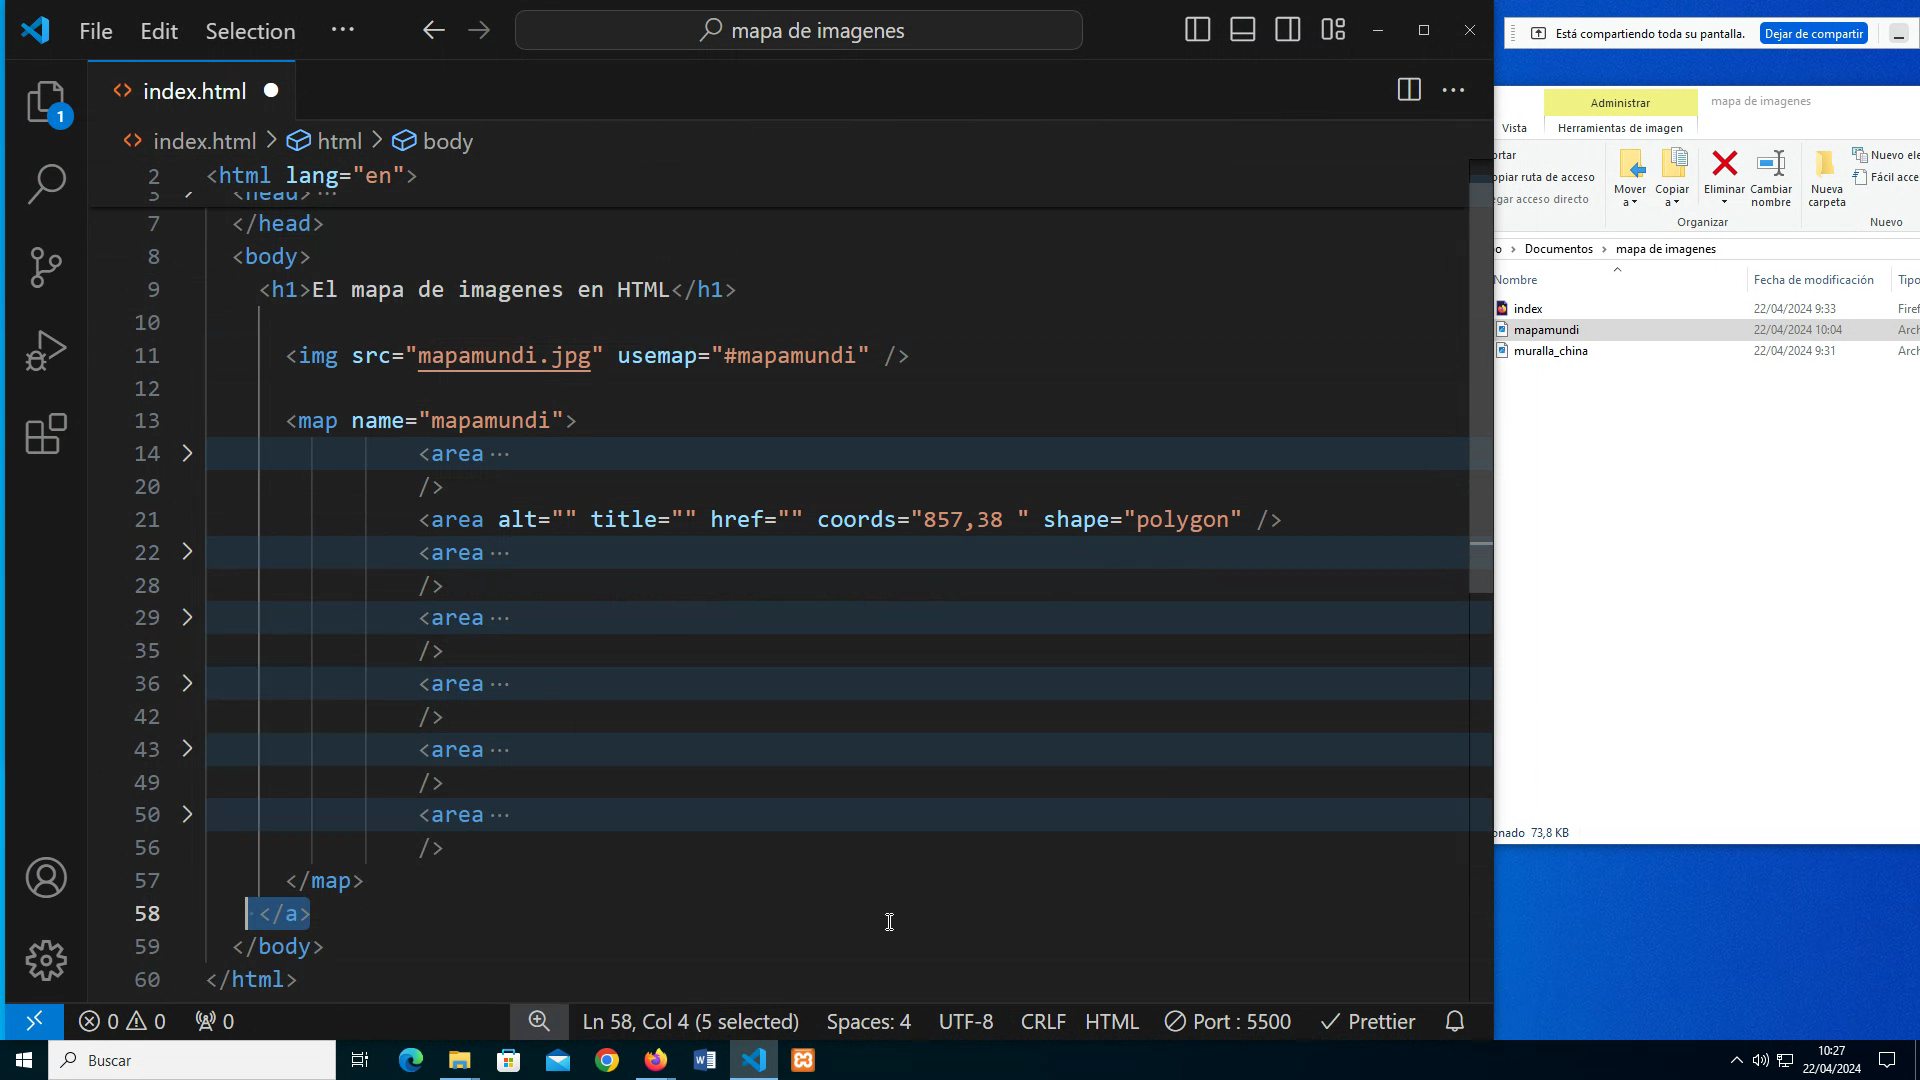 File Edit Selection ··· mapa de imagenes
index.html
index.html > html > body
2 <html lang="en">
3 <head> ···
7 </head>
8 <body>
9 <h1>El mapa de imagenes en HTML</h1>
10
11 <img src="mapamundi.jpg" usemap="#mapamundi" />
12
13 <map name="mapamundi">
14 <area ···
20 />
21 <area alt="" title="" href="" coords="857,38 " shape="polygon" />
22 <area ···
28 />
29 <area ···
35 />
36 <area ···
42 />
43 <area ···
49 />
50 <area ···
56 />
57 </map>
58 </a>
59 </body>
60 </html>
1
0 0 0 Ln 58, Col 4 (5 selected) Spaces: 4 UTF-8 CRLF HTML Port : 5500 Prettier
Está compartiendo toda su pantalla. Dejar de compartir
Administrar mapa de imagenes
Vista Herramientas de imagen
ortar
opiar ruta de acceso
egar acceso directo
Mover a
Copiar a
Eliminar
Cambiar nombre
Nueva carpeta
Nuevo ele
Fácil acce
Organizar Nuevo
po > Documentos > mapa de imagenes
Nombre Fecha de modificación Tipo
index 22/04/2024 9:33 Firef
mapamundi 22/04/2024 10:04 Arch
muralla_china 22/04/2024 9:31 Arch
onado 73,8 KB
Buscar
10:27
22/04/2024